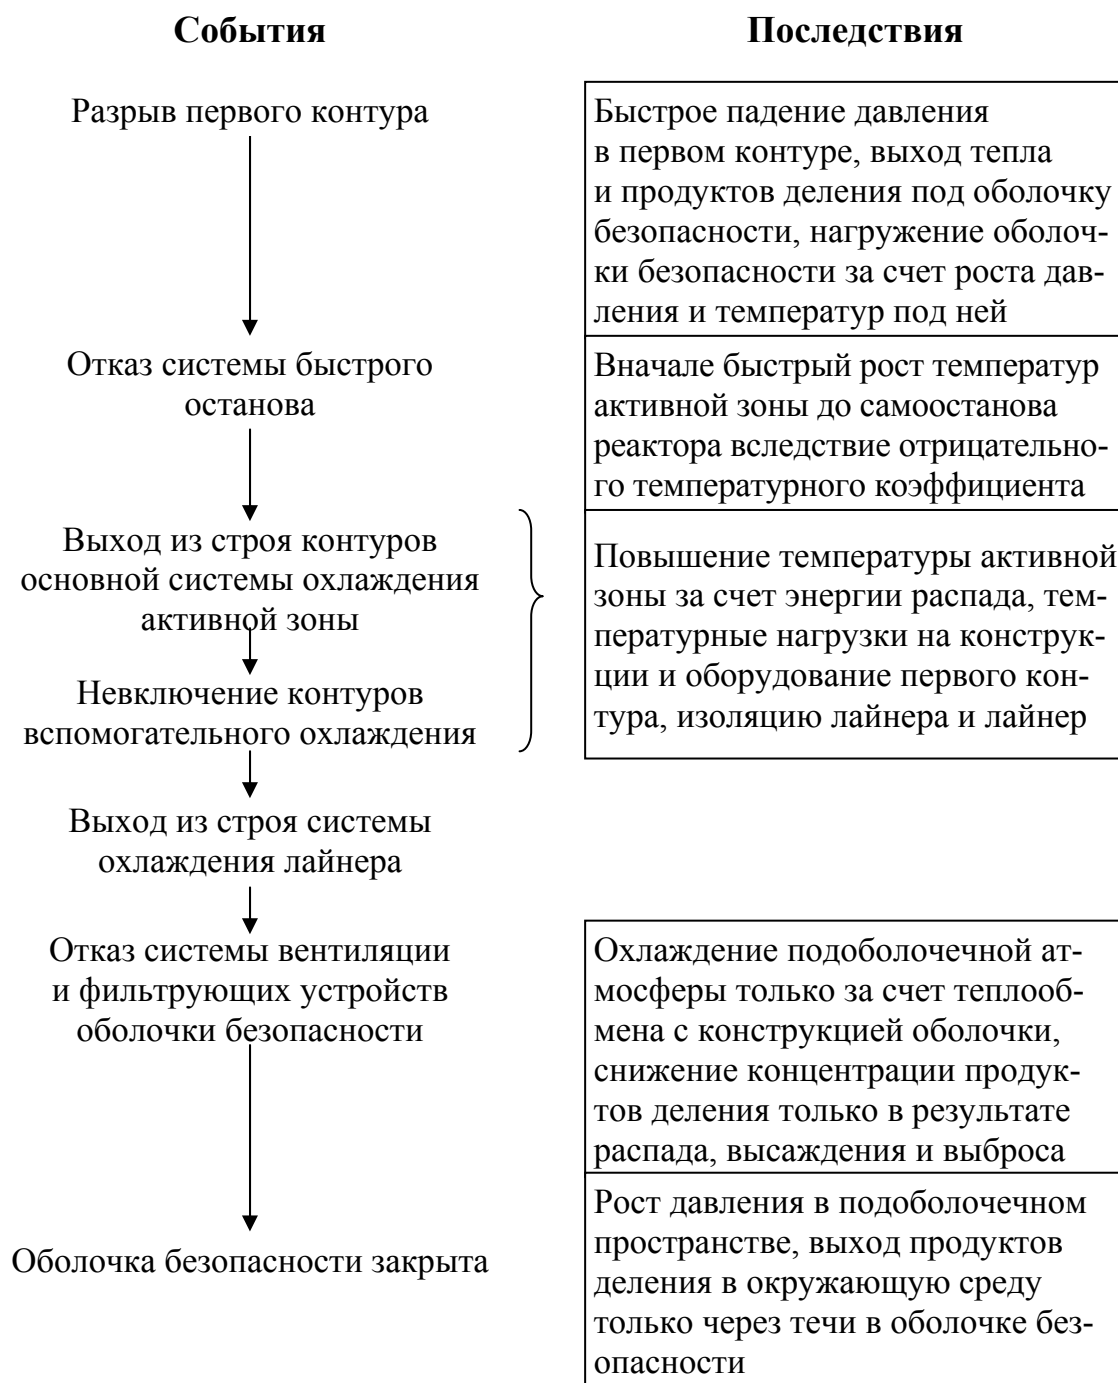 События
Последствия
Разрыв первого контура
Быстрое падение давления
в первом контуре, выход тепла
и продуктов деления под оболочку
безопасности, нагружение оболоч-
ки безопасности за счет роста дав-
ления и температур под ней
Отказ системы быстрого
останова
Вначале быстрый рост температур
активной зоны до самоостанова
реактора вследствие отрицательно-
го температурного коэффициента
Выход из строя контуров
основной системы охлаждения
активной зоны
Невключение контуров
вспомогательного охлаждения
Повышение температуры активной
зоны за счет энергии распада, тем-
пературные нагрузки на конструк-
ции и оборудование первого кон-
тура, изоляцию лайнера и лайнер
Выход из строя системы
охлаждения лайнера
Отказ системы вентиляции
и фильтрующих устройств
оболочки безопасности
Охлаждение подоболочечной ат-
мосферы только за счет теплооб-
мена с конструкцией оболочки,
снижение концентрации продук-
тов деления только в результате
распада, высаждения и выброса
Оболочка безопасности закрыта
Рост давления в подоболочечном
пространстве, выход продуктов
деления в окружающую среду
только через течи в оболочке без-
опасности